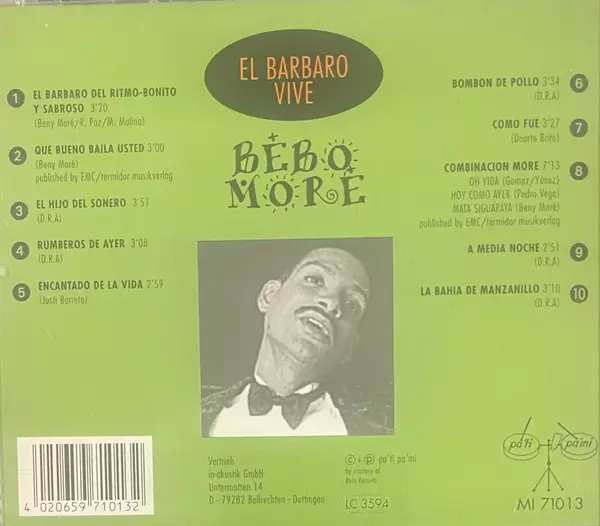 EL BARBARO
VIVE
BEBO
MORÉ
1 EL BARBARO DEL RITMO-BONITO
Y SABROSO 3'20
(Beny Moré/R. Paz/M. Molina)
2 QUE BUENO BAILA USTED 3'00
(Beny Moré)
published by EMC/termidor musikverlag
3 EL HIJO DEL SONERO 3'51
(D.R.A)
4 RUMBEROS DE AYER 3'08
(D.R.A)
5 ENCANTADO DE LA VIDA 2'59
(Justi Barreto)
BOMBON DE POLLO 3'34 6
(D.R.A)
COMO FUE 3'27 7
(Duarte Brito)
COMBINACION MORE 7'13 8
OH VIDA (Gomez/Yáñez)
HOY COMO AYER (Pedro Vega)
MATA SIGUARAYA (Beny Moré)
published by EMC/termidor musikverlag
A MEDIA NOCHE 2'51 9
(D.R.A)
LA BAHIA DE MANZANILLO 3'10 10
(D.R.A)
4 020659 710132
Vertrieb
in-akustik GmbH
Untermatten 14
D - 79282 Ballrechten - Dottingen
© + ℗ pa'ti pa'mi
by courtesy of
Records
LC 3594
pa'ti pa'mi
MI 71013